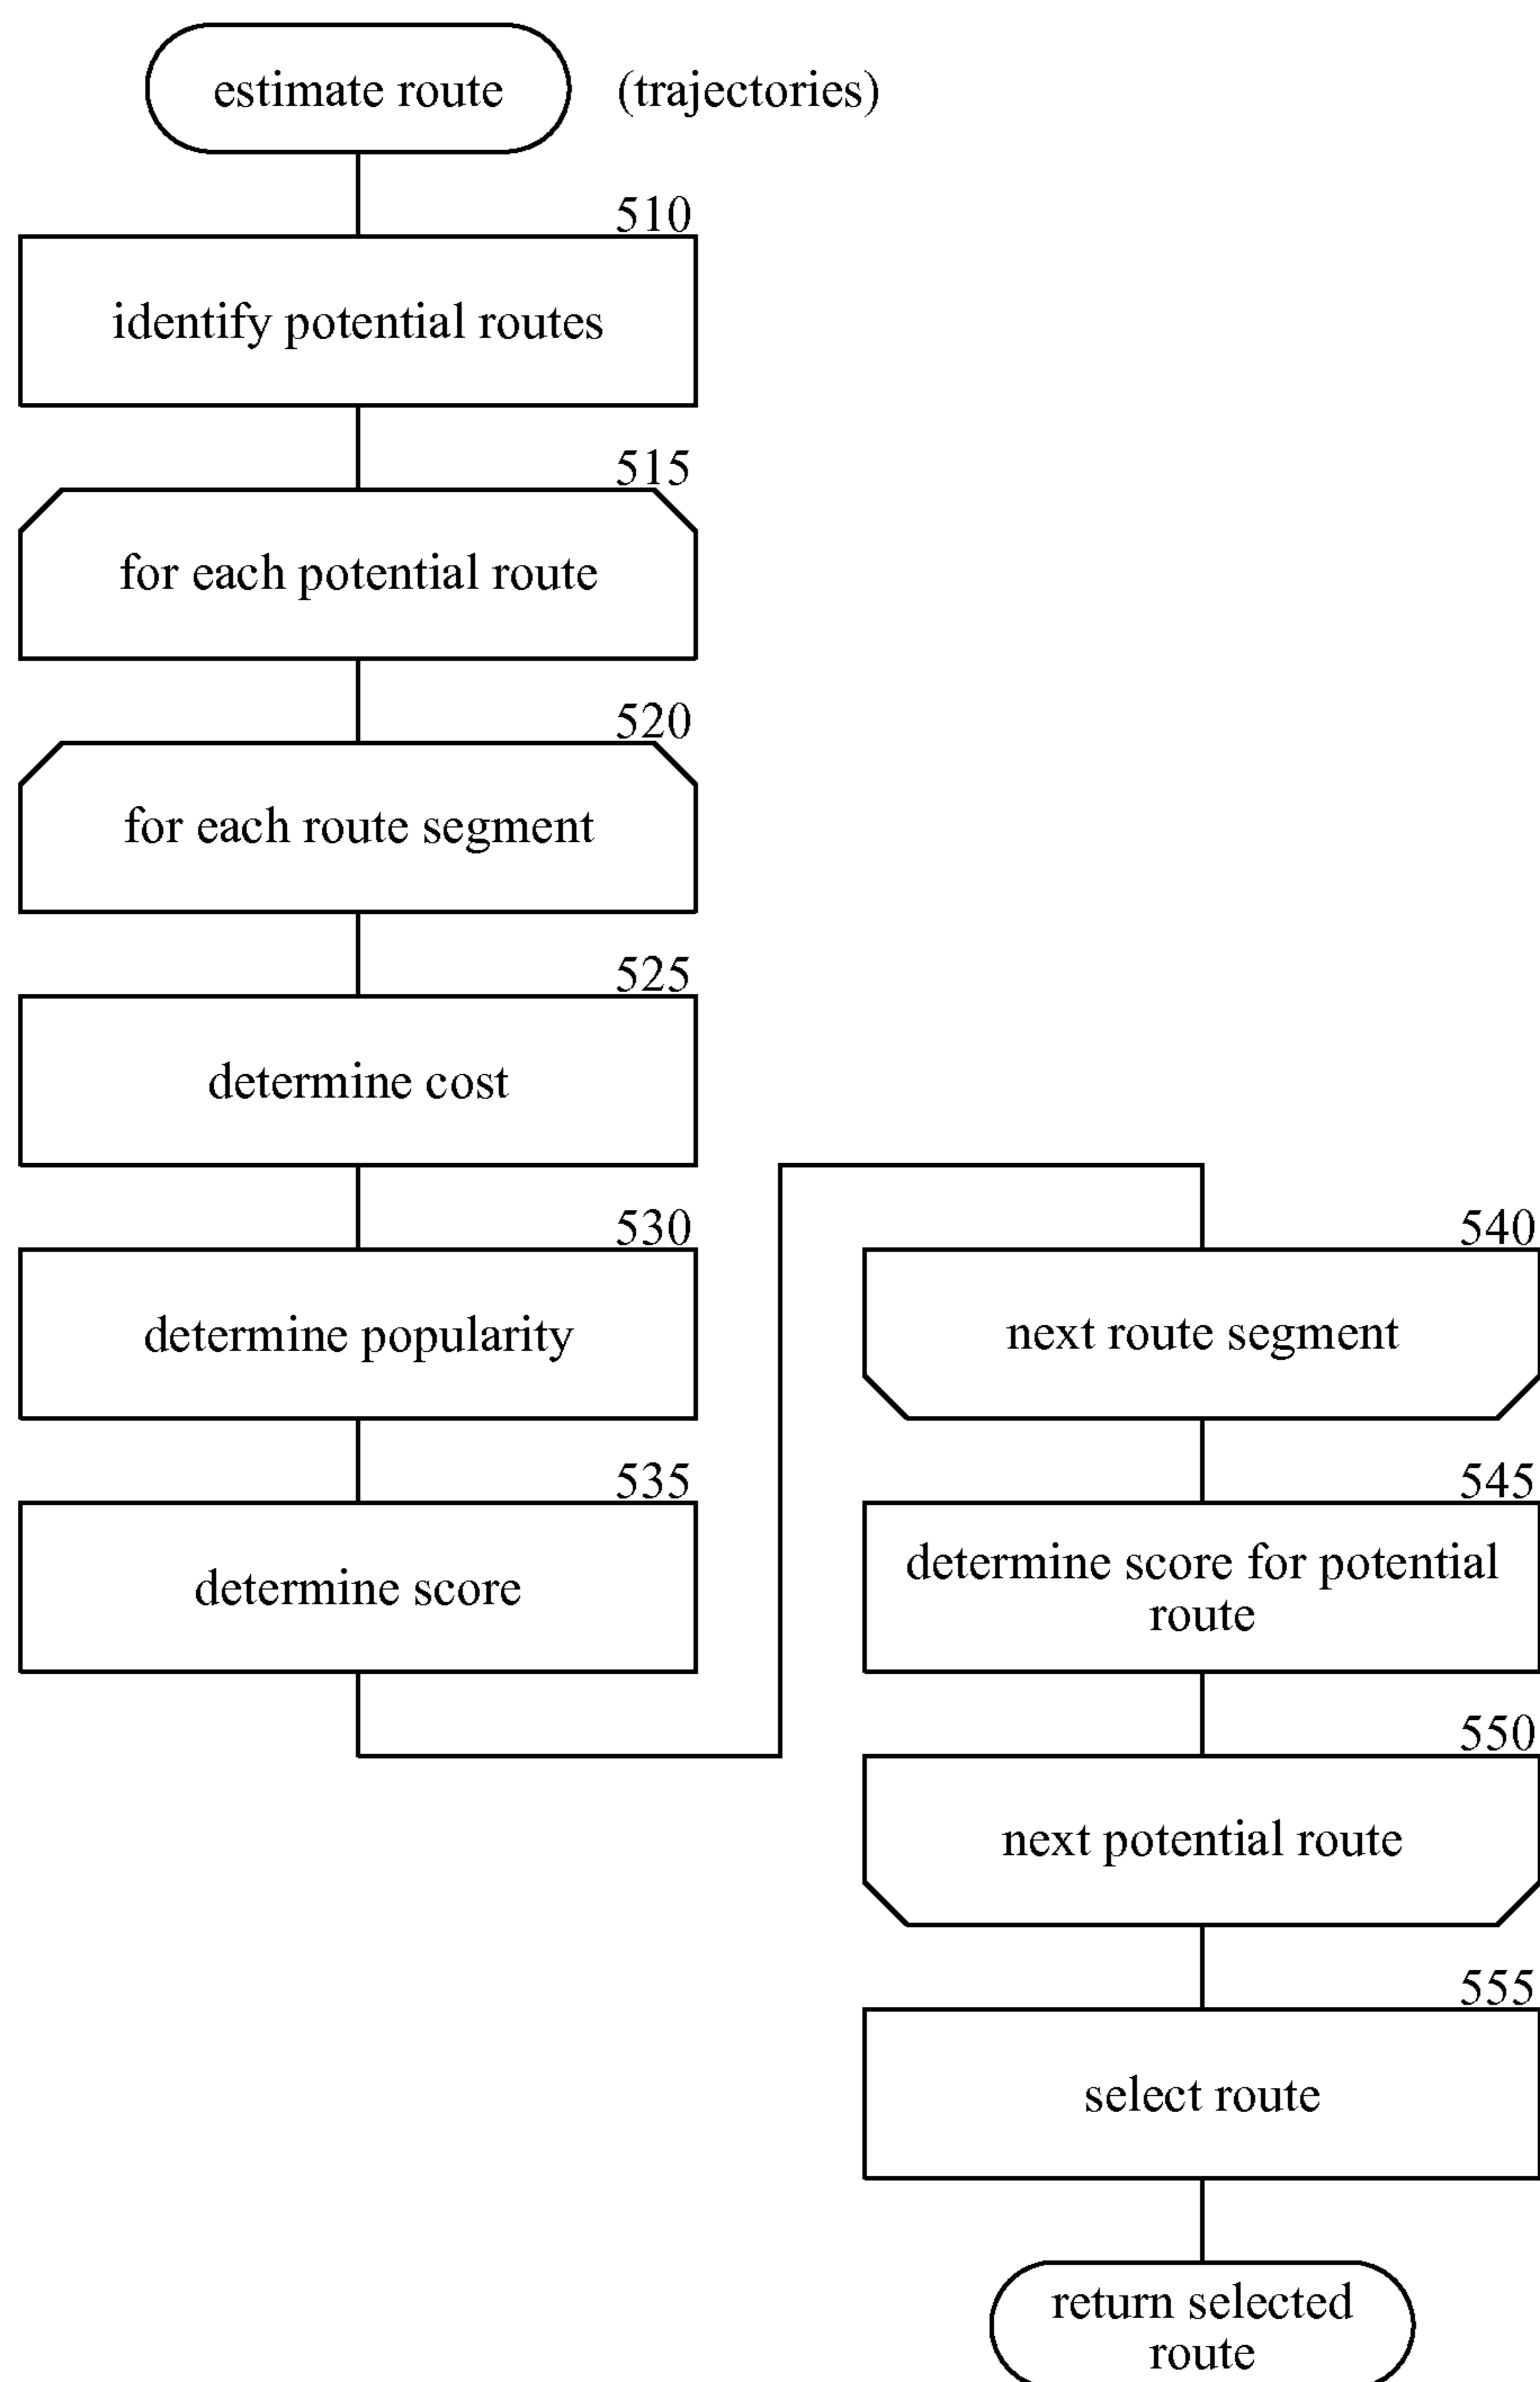 estimate route (trajectories)
510
identify potential routes
515
for each potential route
520
for each route segment
525
determine cost
530
determine popularity
535
determine score
540
next route segment
545
determine score for potential
route
550
next potential route
555
select route
return selected
route